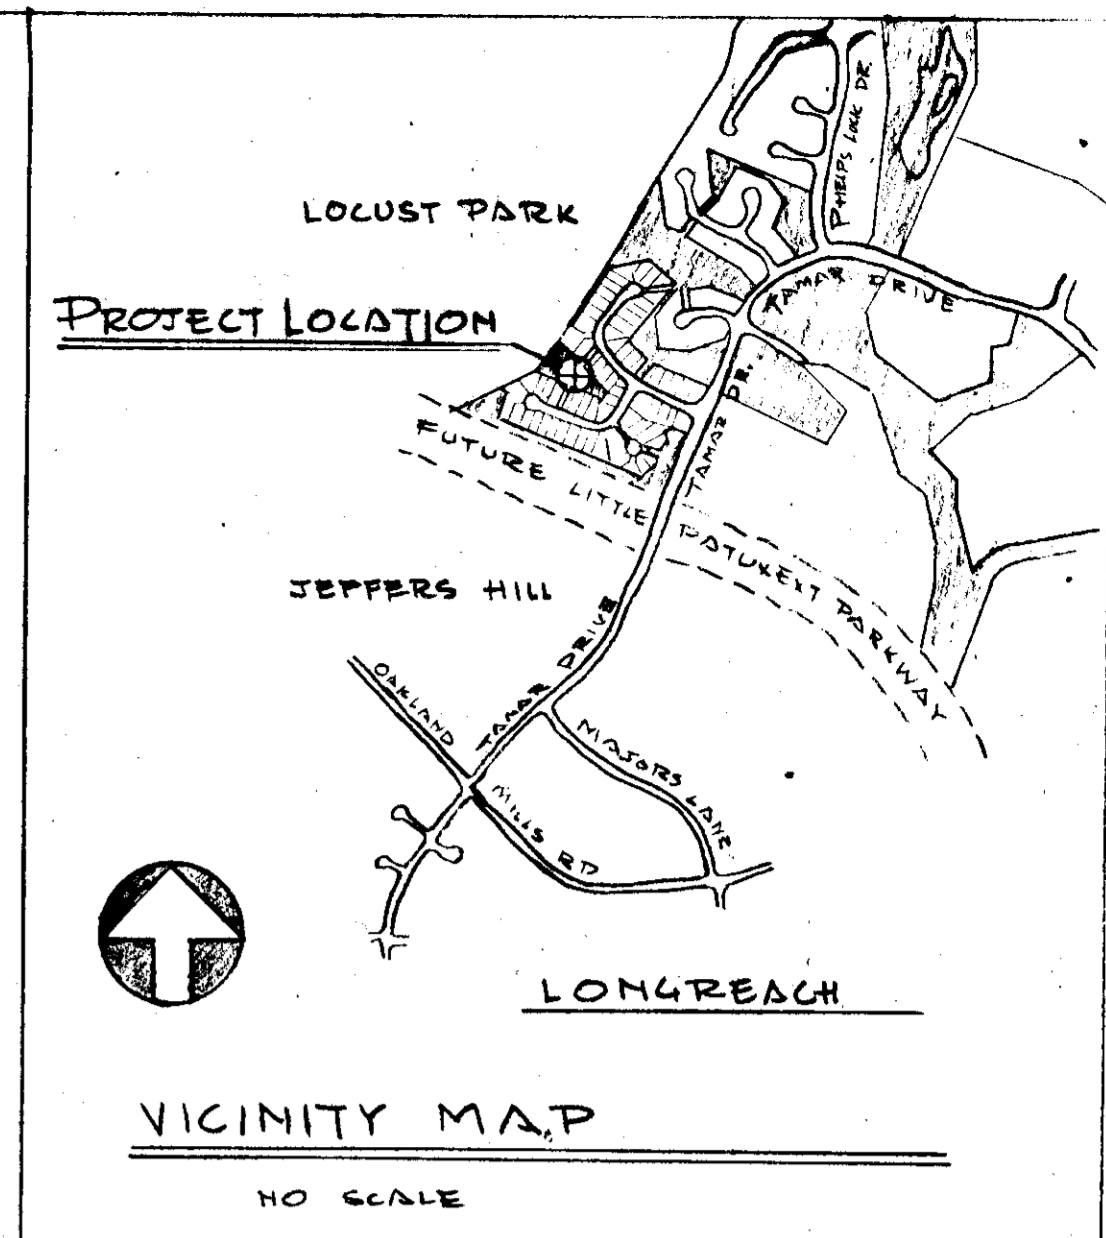 PHELPS LUCK DR.
LOCUST PARK
TAMAR DRIVE
PROJECT LOCATION
TAMAR DR.
FUTURE LITTLE PATUXENT PARKWAY
JEFFERS HILL
TAMAR DRIVE
OAKLAND MILLS RD
MAJORS LANE
LONGREACH
VICINITY MAP
NO SCALE